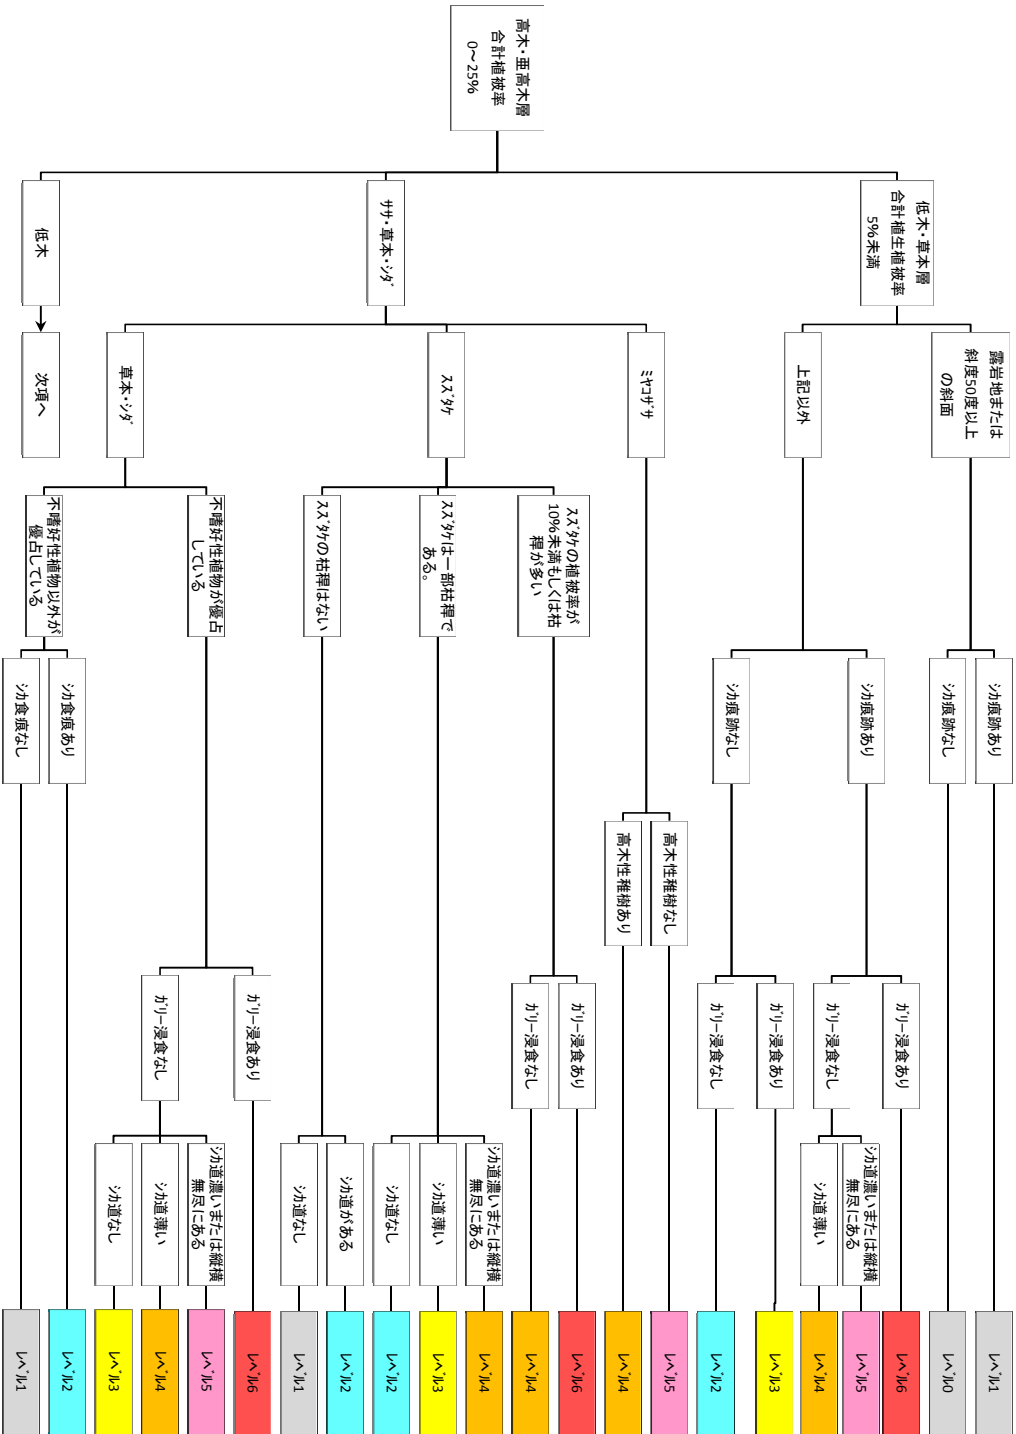 高木・亜高木層
合計植被率
0～25%
低木・草本層
合計植生植被率
5%未満
露岩地または
斜度50度以上
の斜面
シカ痕跡あり
レベル1
シカ痕跡なし
レベル0
上記以外
シカ痕跡あり
ガリー浸食あり
レベル6
ガリー浸食なし
シカ道濃いまたは縦横
無尽にある
レベル5
シカ道薄い
レベル4
シカ痕跡なし
ガリー浸食あり
レベル3
ガリー浸食なし
レベル2
ササ・草本・シダ
ミヤコザサ
高木性稚樹なし
レベル5
高木性稚樹あり
レベル4
スズタケ
スズタケの植被率が
10%未満もしくは枯
稈が多い
ガリー浸食あり
レベル6
ガリー浸食なし
レベル4
スズタケは一部枯稈で
ある。
シカ道濃いまたは縦横
無尽にある
レベル4
シカ道薄い
レベル3
シカ道なし
レベル2
スズタケの枯稈はない
シカ道がある
レベル2
シカ道なし
レベル1
草本・シダ
不嗜好性植物が優占
している
ガリー浸食あり
レベル6
ガリー浸食なし
シカ道濃いまたは縦横
無尽にある
レベル5
シカ道薄い
レベル4
シカ道なし
レベル3
不嗜好性植物以外が
優占している
シカ食痕あり
レベル2
シカ食痕なし
レベル1
低木
次項へ